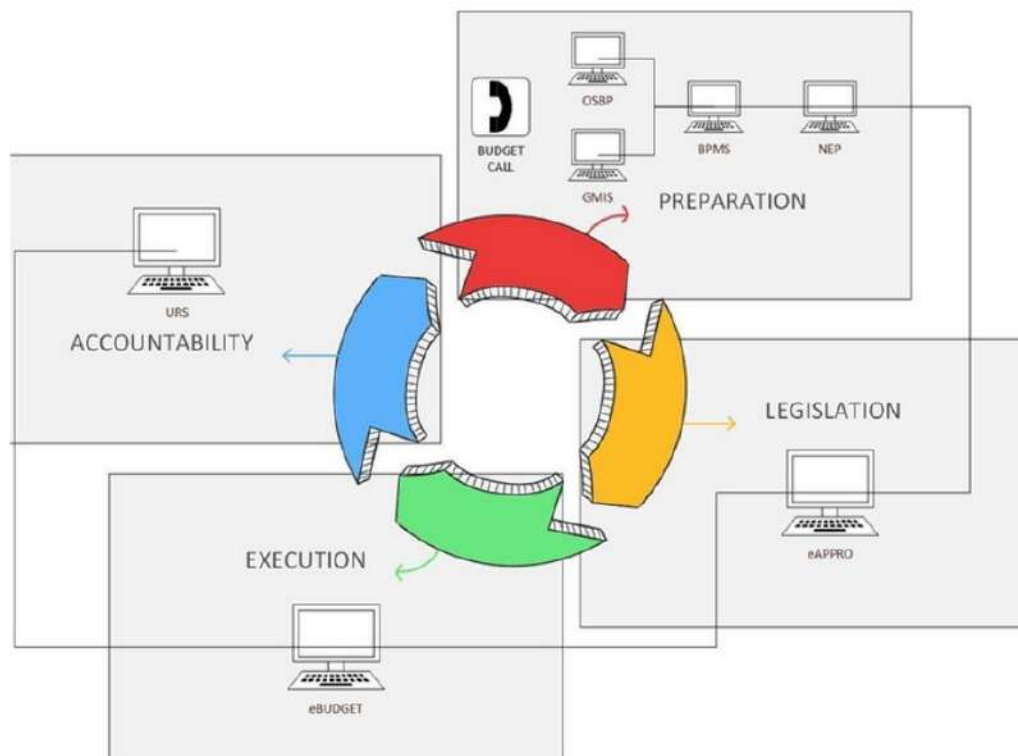 OSBP
BUDGET
CALL
BPMS
NEP
GMIS
PREPARATION
URS
ACCOUNTABILITY
LEGISLATION
eAPPRO
EXECUTION
eBUDGET